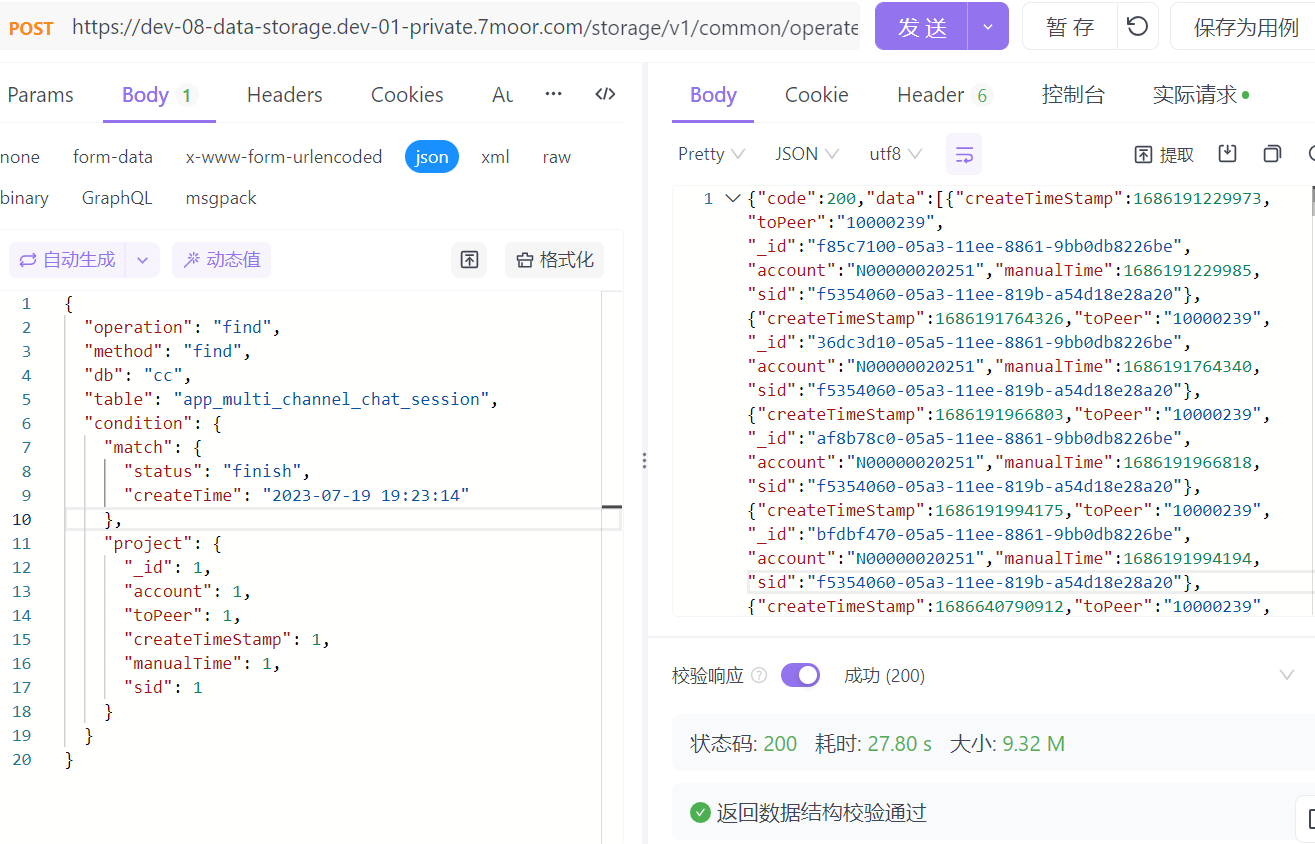 POST https://dev-08-data-storage.dev-01-private.7moor.com/storage/v1/common/operate 发送 暂存 保存为用例
Params Body 1 Headers Cookies Au ··· </>
none form-data x-www-form-urlencoded json xml raw
binary GraphQL msgpack
自动生成 动态值 格式化
1 {
2 "operation": "find",
3 "method": "find",
4 "db": "cc",
5 "table": "app_multi_channel_chat_session",
6 "condition": {
7 "match": {
8 "status": "finish",
9 "createTime": "2023-07-19 19:23:14"
10 },
11 "project": {
12 "_id": 1,
13 "account": 1,
14 "toPeer": 1,
15 "createTimeStamp": 1,
16 "manualTime": 1,
17 "sid": 1
18 }
19 }
20 }
Body Cookie Header 6 控制台 实际请求
Pretty JSON utf8 提取
1 {"code":200,"data":[{"createTimeStamp":1686191229973,
"toPeer":"10000239",
"_id":"f85c7100-05a3-11ee-8861-9bb0db8226be",
"account":"N00000020251","manualTime":1686191229985,
"sid":"f5354060-05a3-11ee-819b-a54d18e28a20"},
{"createTimeStamp":1686191764326,"toPeer":"10000239",
"_id":"36dc3d10-05a5-11ee-8861-9bb0db8226be",
"account":"N00000020251","manualTime":1686191764340,
"sid":"f5354060-05a3-11ee-819b-a54d18e28a20"},
{"createTimeStamp":1686191966803,"toPeer":"10000239",
"_id":"af8b78c0-05a5-11ee-8861-9bb0db8226be",
"account":"N00000020251","manualTime":1686191966818,
"sid":"f5354060-05a3-11ee-819b-a54d18e28a20"},
{"createTimeStamp":1686191994175,"toPeer":"10000239",
"_id":"bfdbf470-05a5-11ee-8861-9bb0db8226be",
"account":"N00000020251","manualTime":1686191994194,
"sid":"f5354060-05a3-11ee-819b-a54d18e28a20"},
{"createTimeStamp":1686640790912,"toPeer":"10000239",
校验响应 ? 成功 (200)
状态码: 200 耗时: 27.80 s 大小: 9.32 M
返回数据结构校验通过